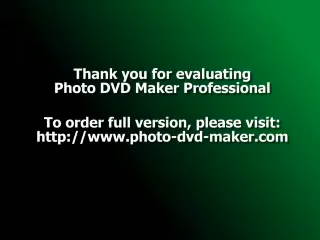 Thank you for evaluating
Photo DVD Maker Professional
To order full version, please visit:
http://www.photo-dvd-maker.com